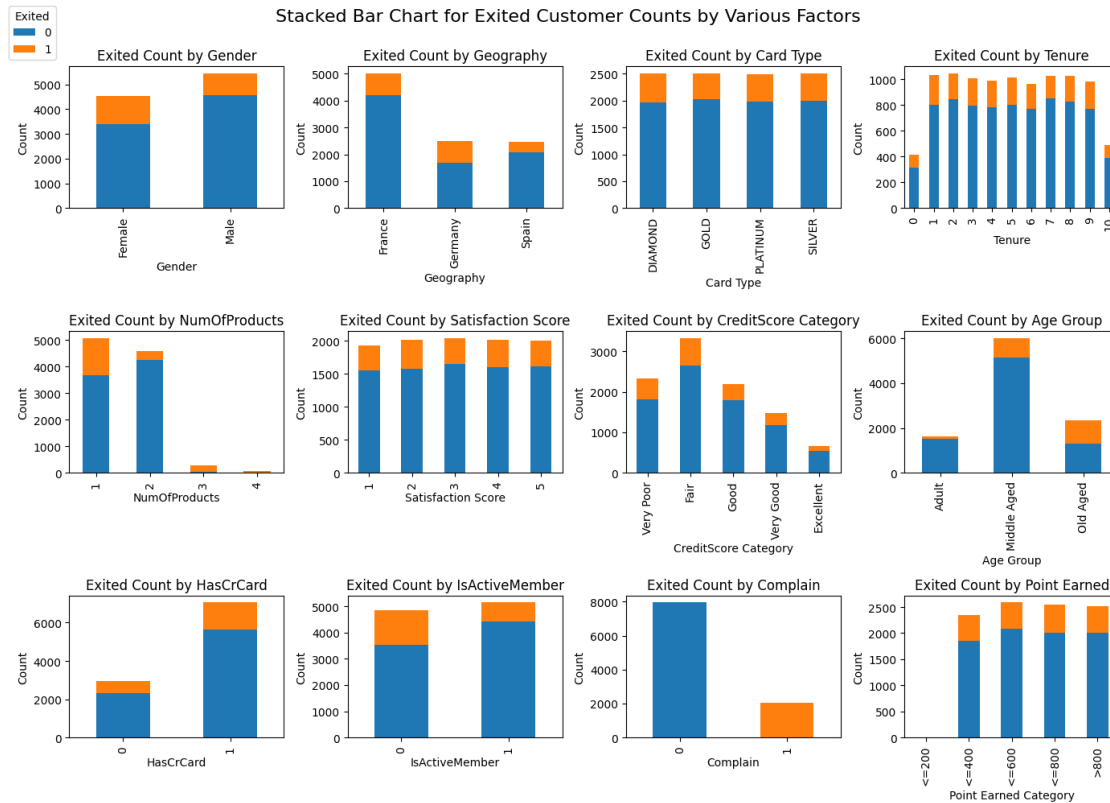 Stacked Bar Chart for Exited Customer Counts by Various Factors
Exited
0
1
Exited Count by Gender
Count
5000
4000
3000
2000
1000
0
Female
Male
Gender
Exited Count by Geography
Count
5000
4000
3000
2000
1000
0
France
Germany
Spain
Geography
Exited Count by Card Type
Count
2500
2000
1500
1000
500
0
DIAMOND
GOLD
PLATINUM
SILVER
Card Type
Exited Count by Tenure
Count
1000
800
600
400
200
0
0
1
2
3
4
5
6
7
8
9
10
Tenure
Exited Count by NumOfProducts
Count
5000
4000
3000
2000
1000
0
1
2
3
4
NumOfProducts
Exited Count by Satisfaction Score
Count
2000
1500
1000
500
0
1
2
3
4
5
Satisfaction Score
Exited Count by CreditScore Category
Count
3000
2000
1000
0
Very Poor
Fair
Good
Very Good
Excellent
CreditScore Category
Exited Count by Age Group
Count
6000
4000
2000
0
Adult
Middle Aged
Old Aged
Age Group
Exited Count by HasCrCard
Count
6000
4000
2000
0
0
1
HasCrCard
Exited Count by IsActiveMember
Count
5000
4000
3000
2000
1000
0
0
1
IsActiveMember
Exited Count by Complain
Count
8000
6000
4000
2000
0
0
1
Complain
Exited Count by Point Earned
Count
2500
2000
1500
1000
500
0
<=200
<=400
<=600
<=800
>800
Point Earned Category